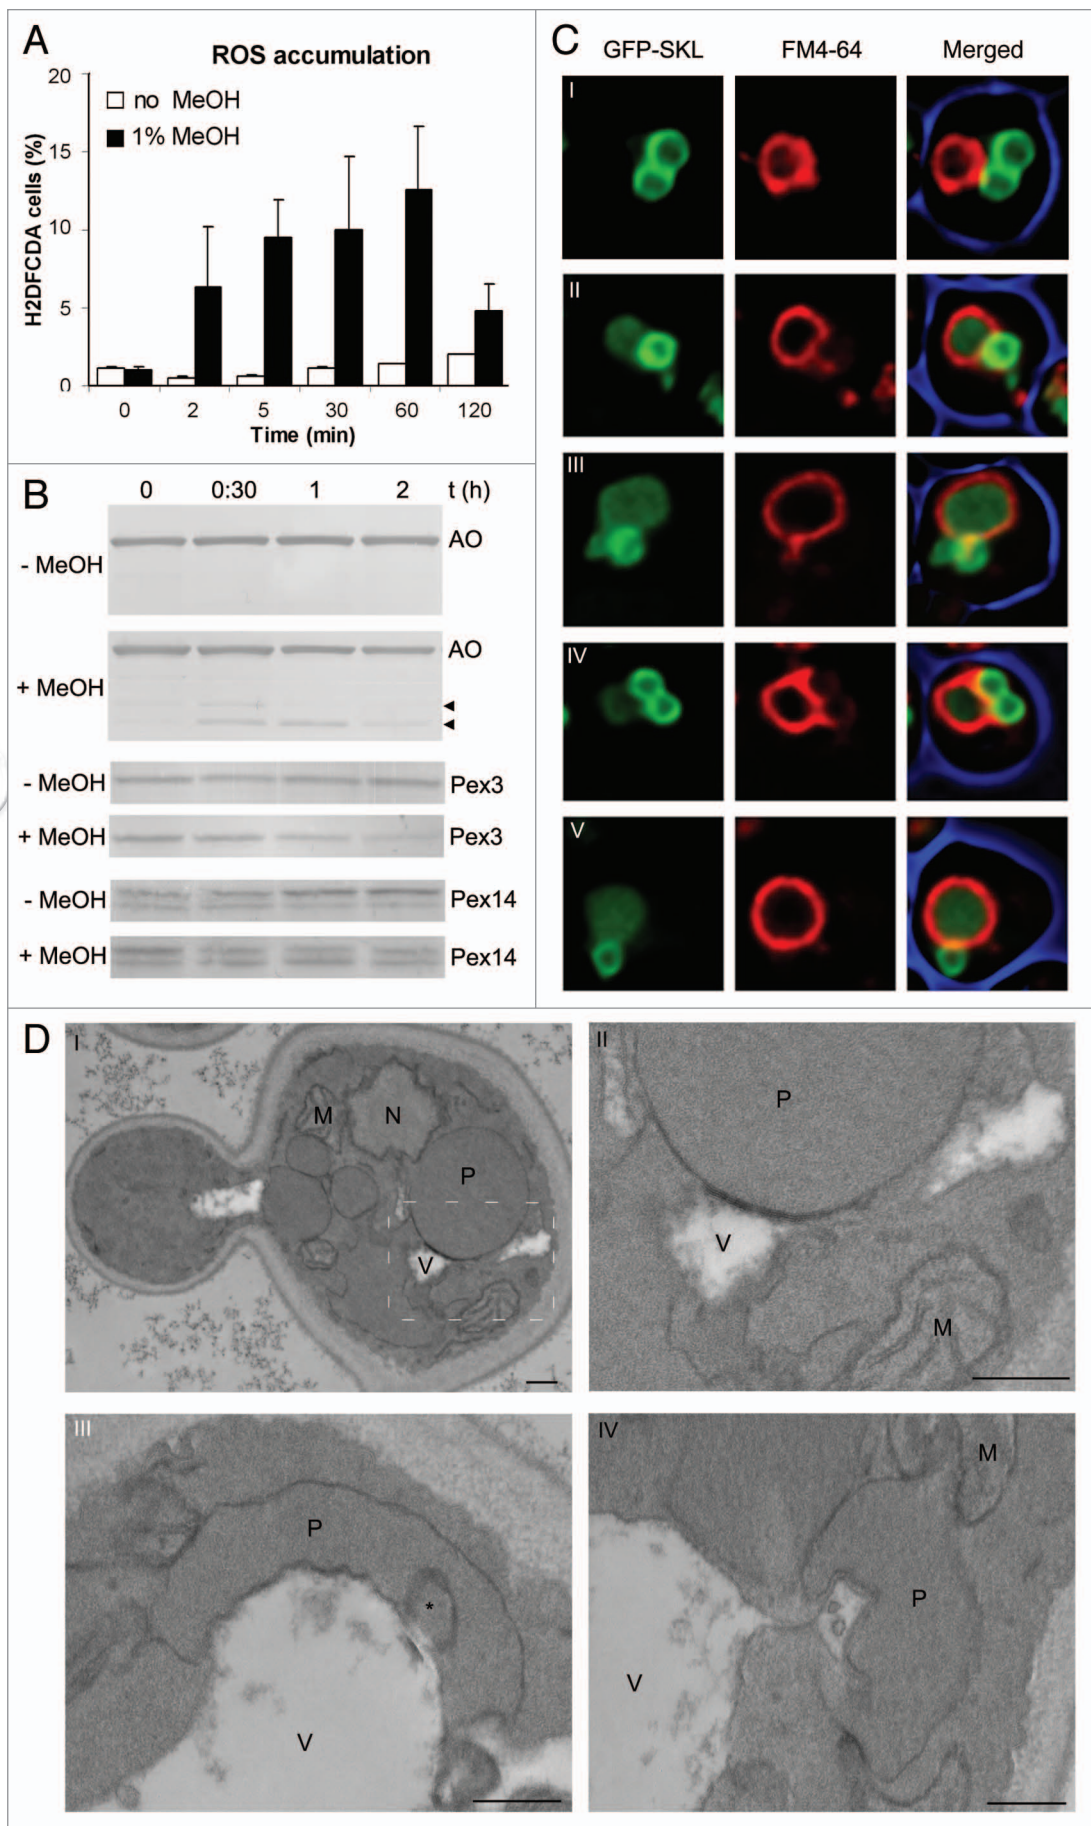 A
ROS accumulation
no MeOH
1% MeOH
H2DFCDA cells (%)
20
15
10
5
0
0 2 5 30 60 120
Time (min)
B
0 0:30 1 2 t (h)
- MeOH
AO
+ MeOH
AO
- MeOH Pex3
+ MeOH Pex3
- MeOH Pex14
+ MeOH Pex14
C
GFP-SKL FM4-64 Merged
I
II
III
IV
V
D
I
M N
P
V
II
P
V
M
III
P
*
V
IV
M
P
V